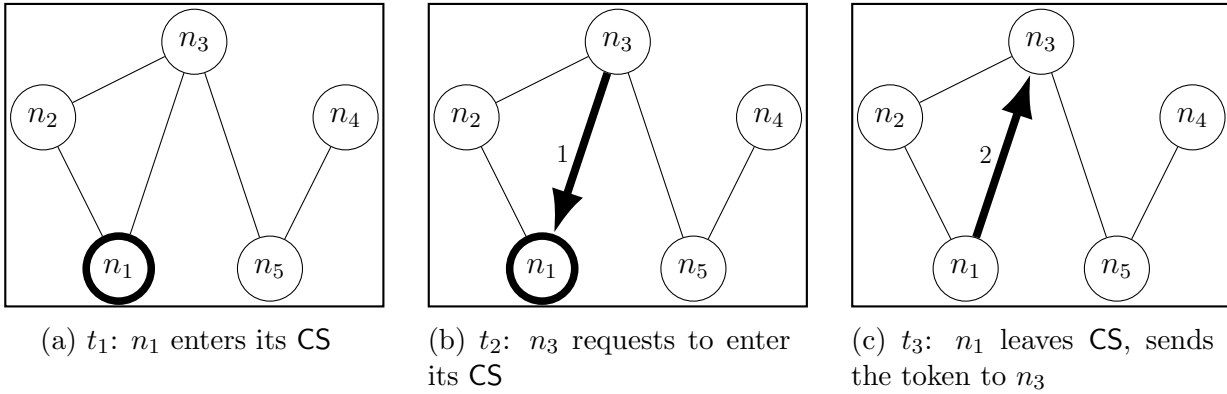 n₃
n₂
n₄
n₁
n₅
(a) t₁: n₁ enters its CS
n₃
n₂
n₄
1
n₁
n₅
(b) t₂: n₃ requests to enter
its CS
n₃
n₂
n₄
2
n₁
n₅
(c) t₃: n₁ leaves CS, sends
the token to n₃